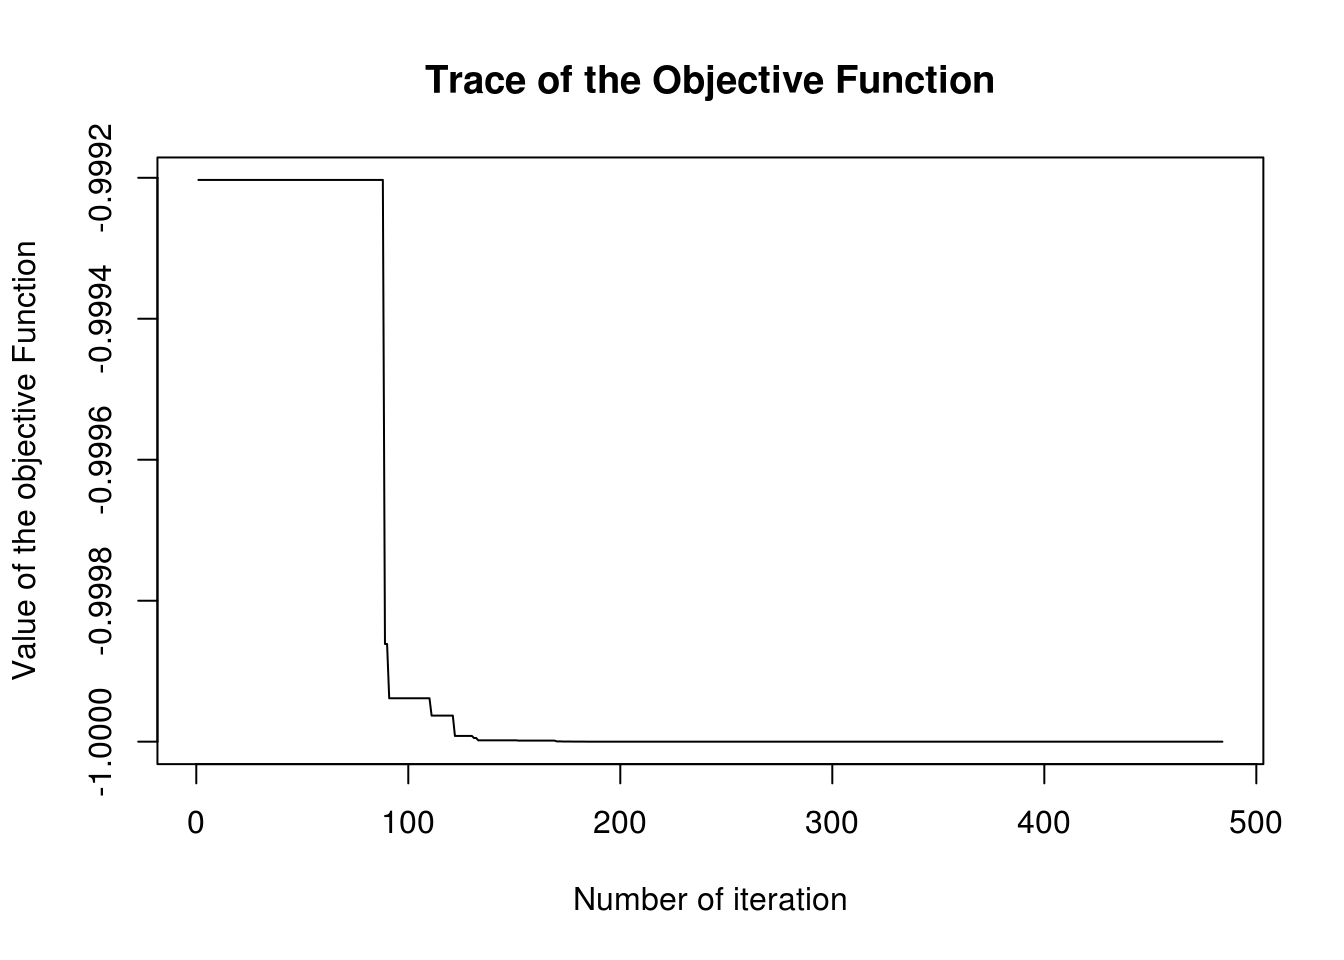 Trace of the Objective Function
Value of the objective Function
-0.9992
-0.9994
-0.9996
-0.9998
-1.0000
0 100 200 300 400 500
Number of iteration